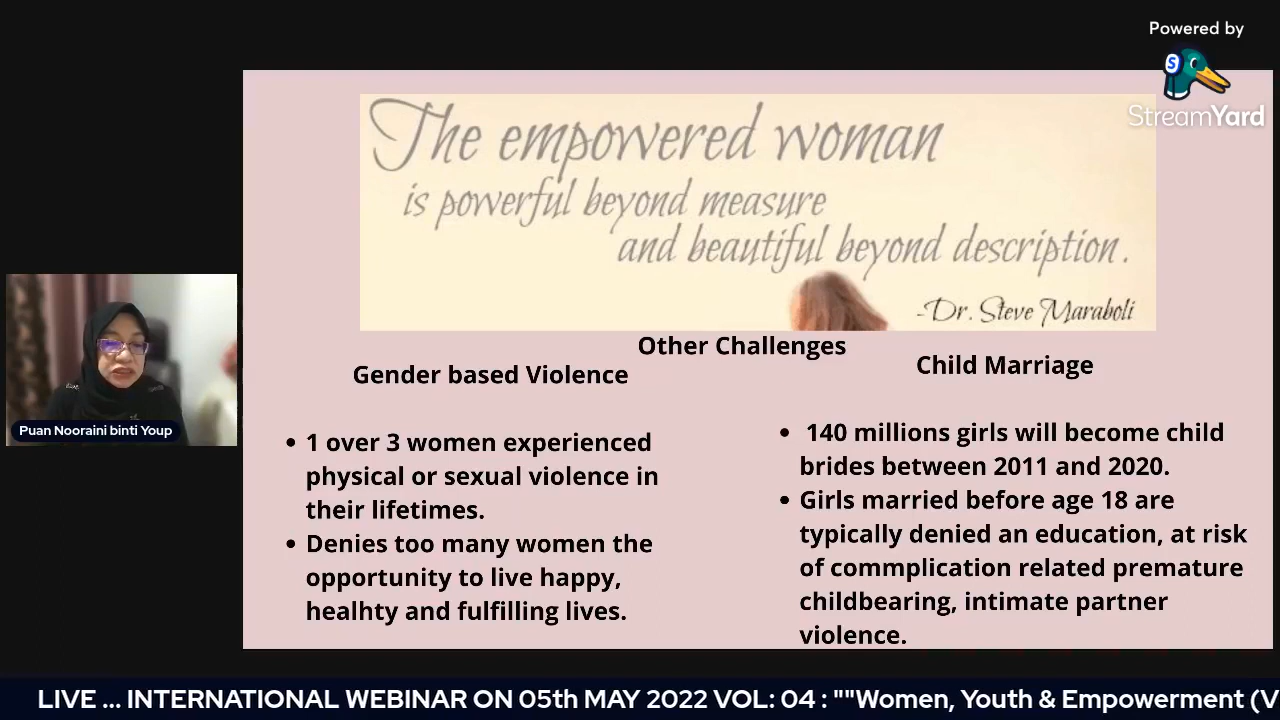 Powered by
StreamYard
The empowered woman
is powerful beyond measure
and beautiful beyond description.
-Dr. Steve Maraboli
Other Challenges
Gender based Violence
• 1 over 3 women experienced
physical or sexual violence in
their lifetimes.
• Denies too many women the
opportunity to live happy,
healhty and fulfilling lives.
Child Marriage
• 140 millions girls will become child
brides between 2011 and 2020.
• Girls married before age 18 are
typically denied an education, at risk
of commplication related premature
childbearing, intimate partner
violence.
Puan Nooraini binti Youp
LIVE ... INTERNATIONAL WEBINAR ON 05th MAY 2022 VOL: 04 : ""Women, Youth & Empowerment (V